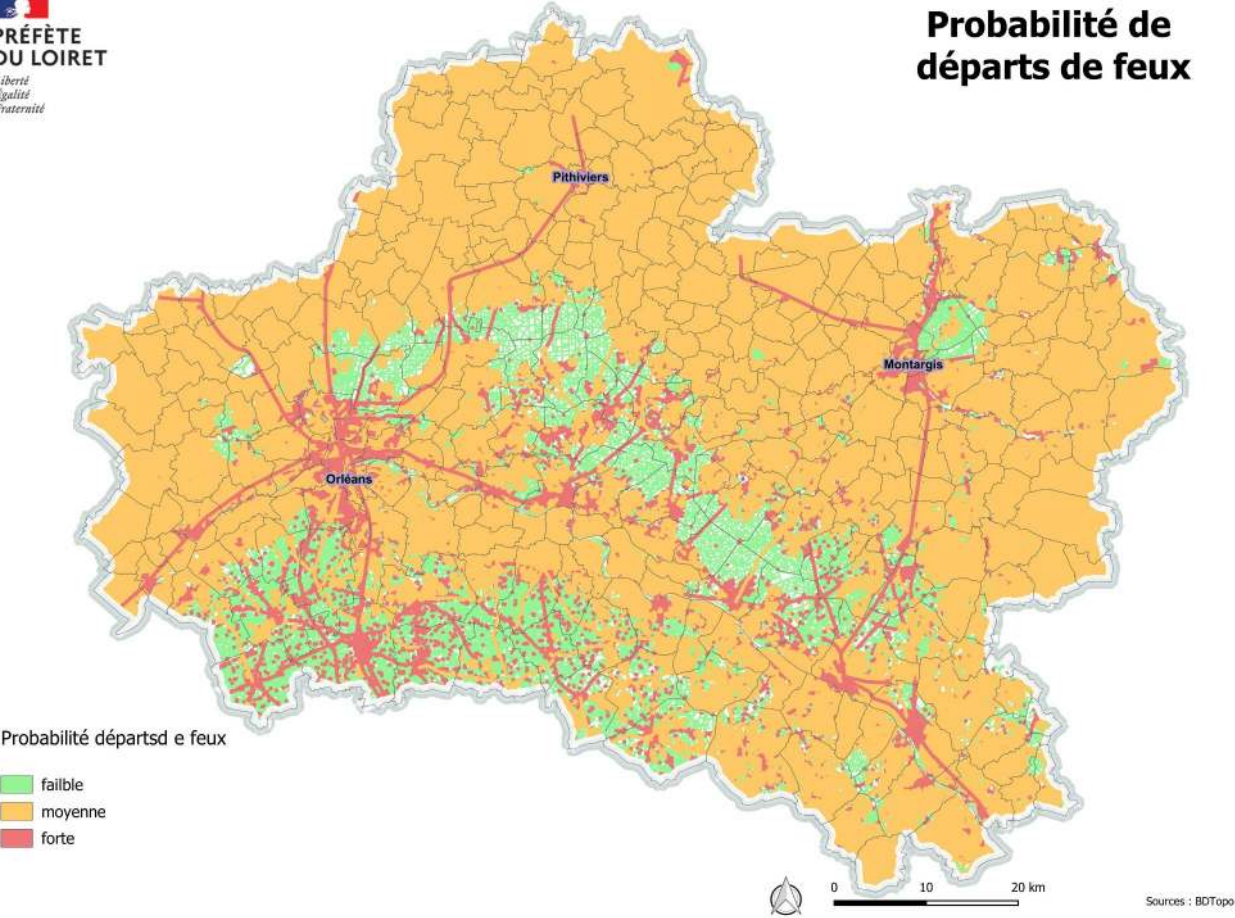 PRÉFÈTE
DU LOIRET
Liberté
Égalité
Fraternité
Probabilité de
départs de feux
Pithiviers
Montargis
Orléans
Probabilité départsd e feux
failble
moyenne
forte
0 10 20 km
Sources : BDTopo